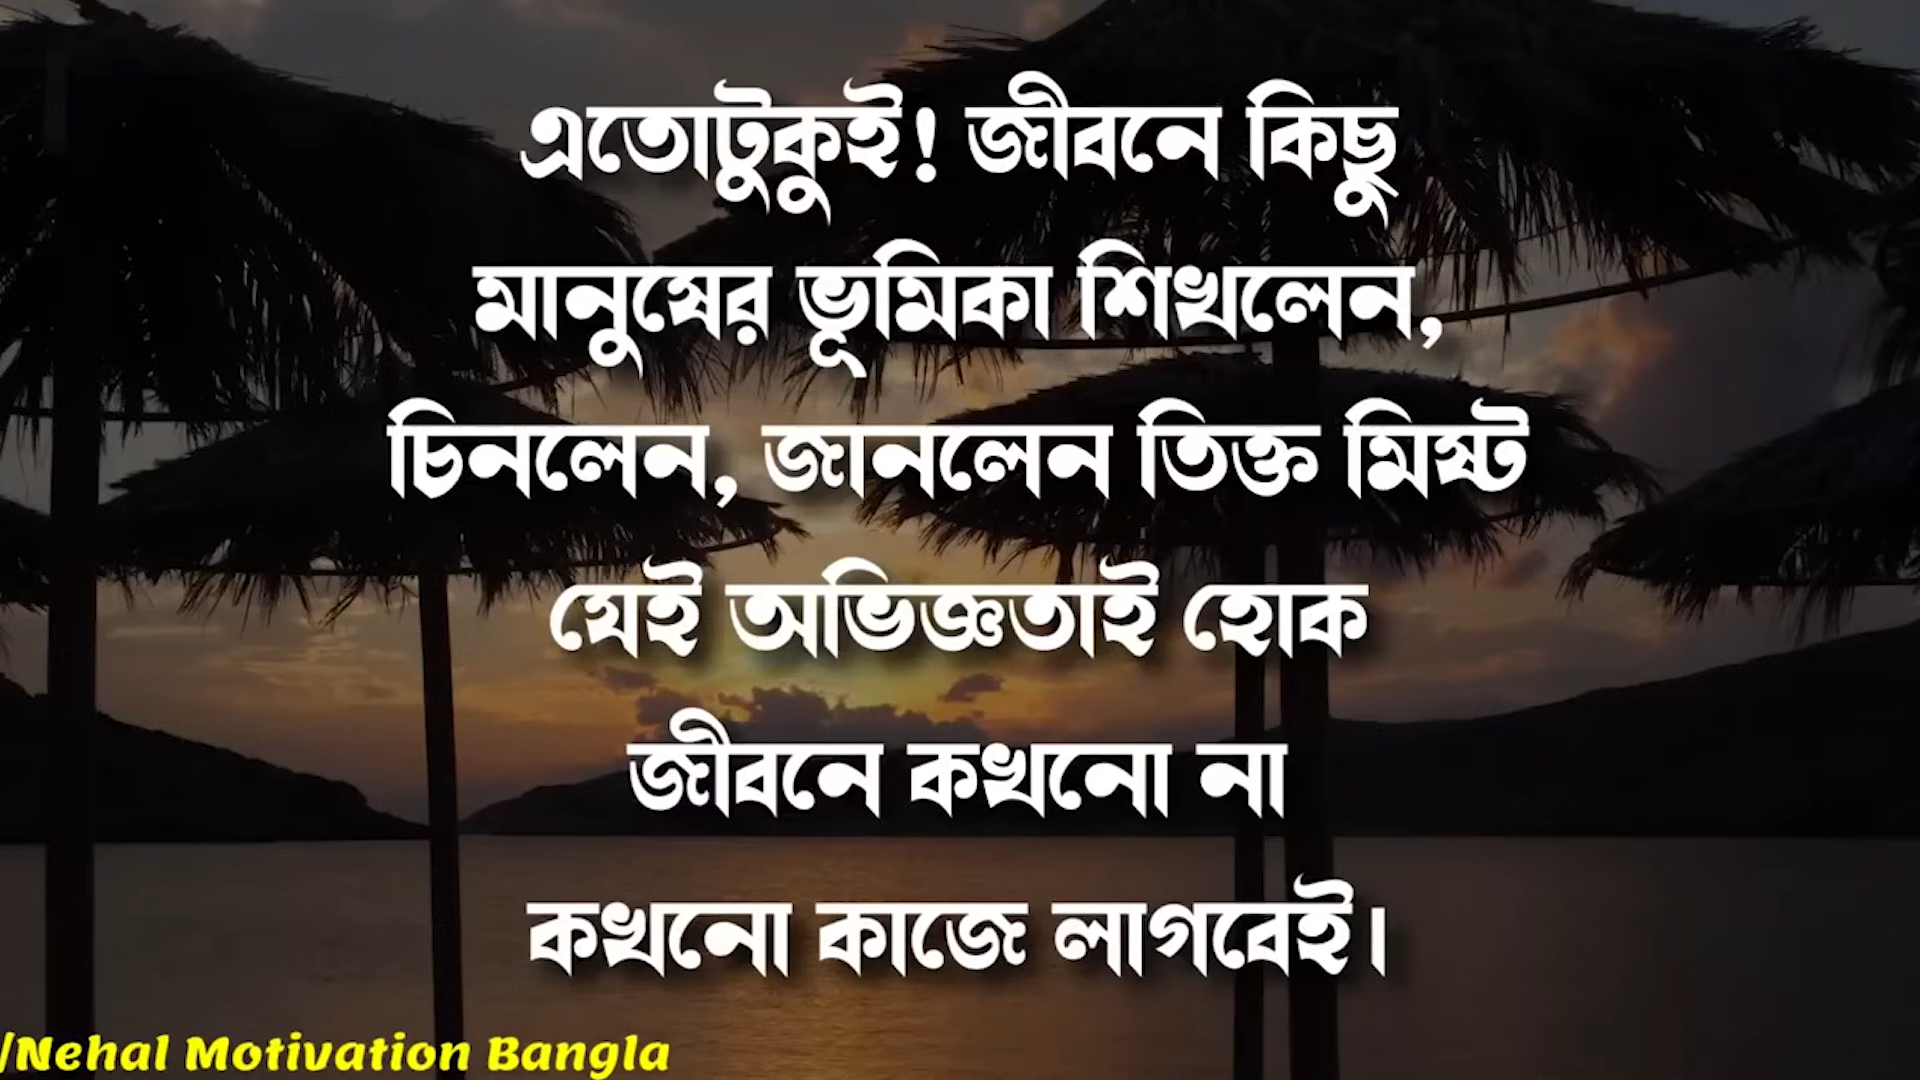 এতোটুকুই! জীবনে কিছু
মানুষের ভূমিকা শিখলেন,
চিনলেন, জানলেন তিক্ত মিষ্ট
যেই অভিজ্ঞতাই হোক
জীবনে কখনো না
কখনো কাজে লাগবেই।
/Nehal Motivation Bangla